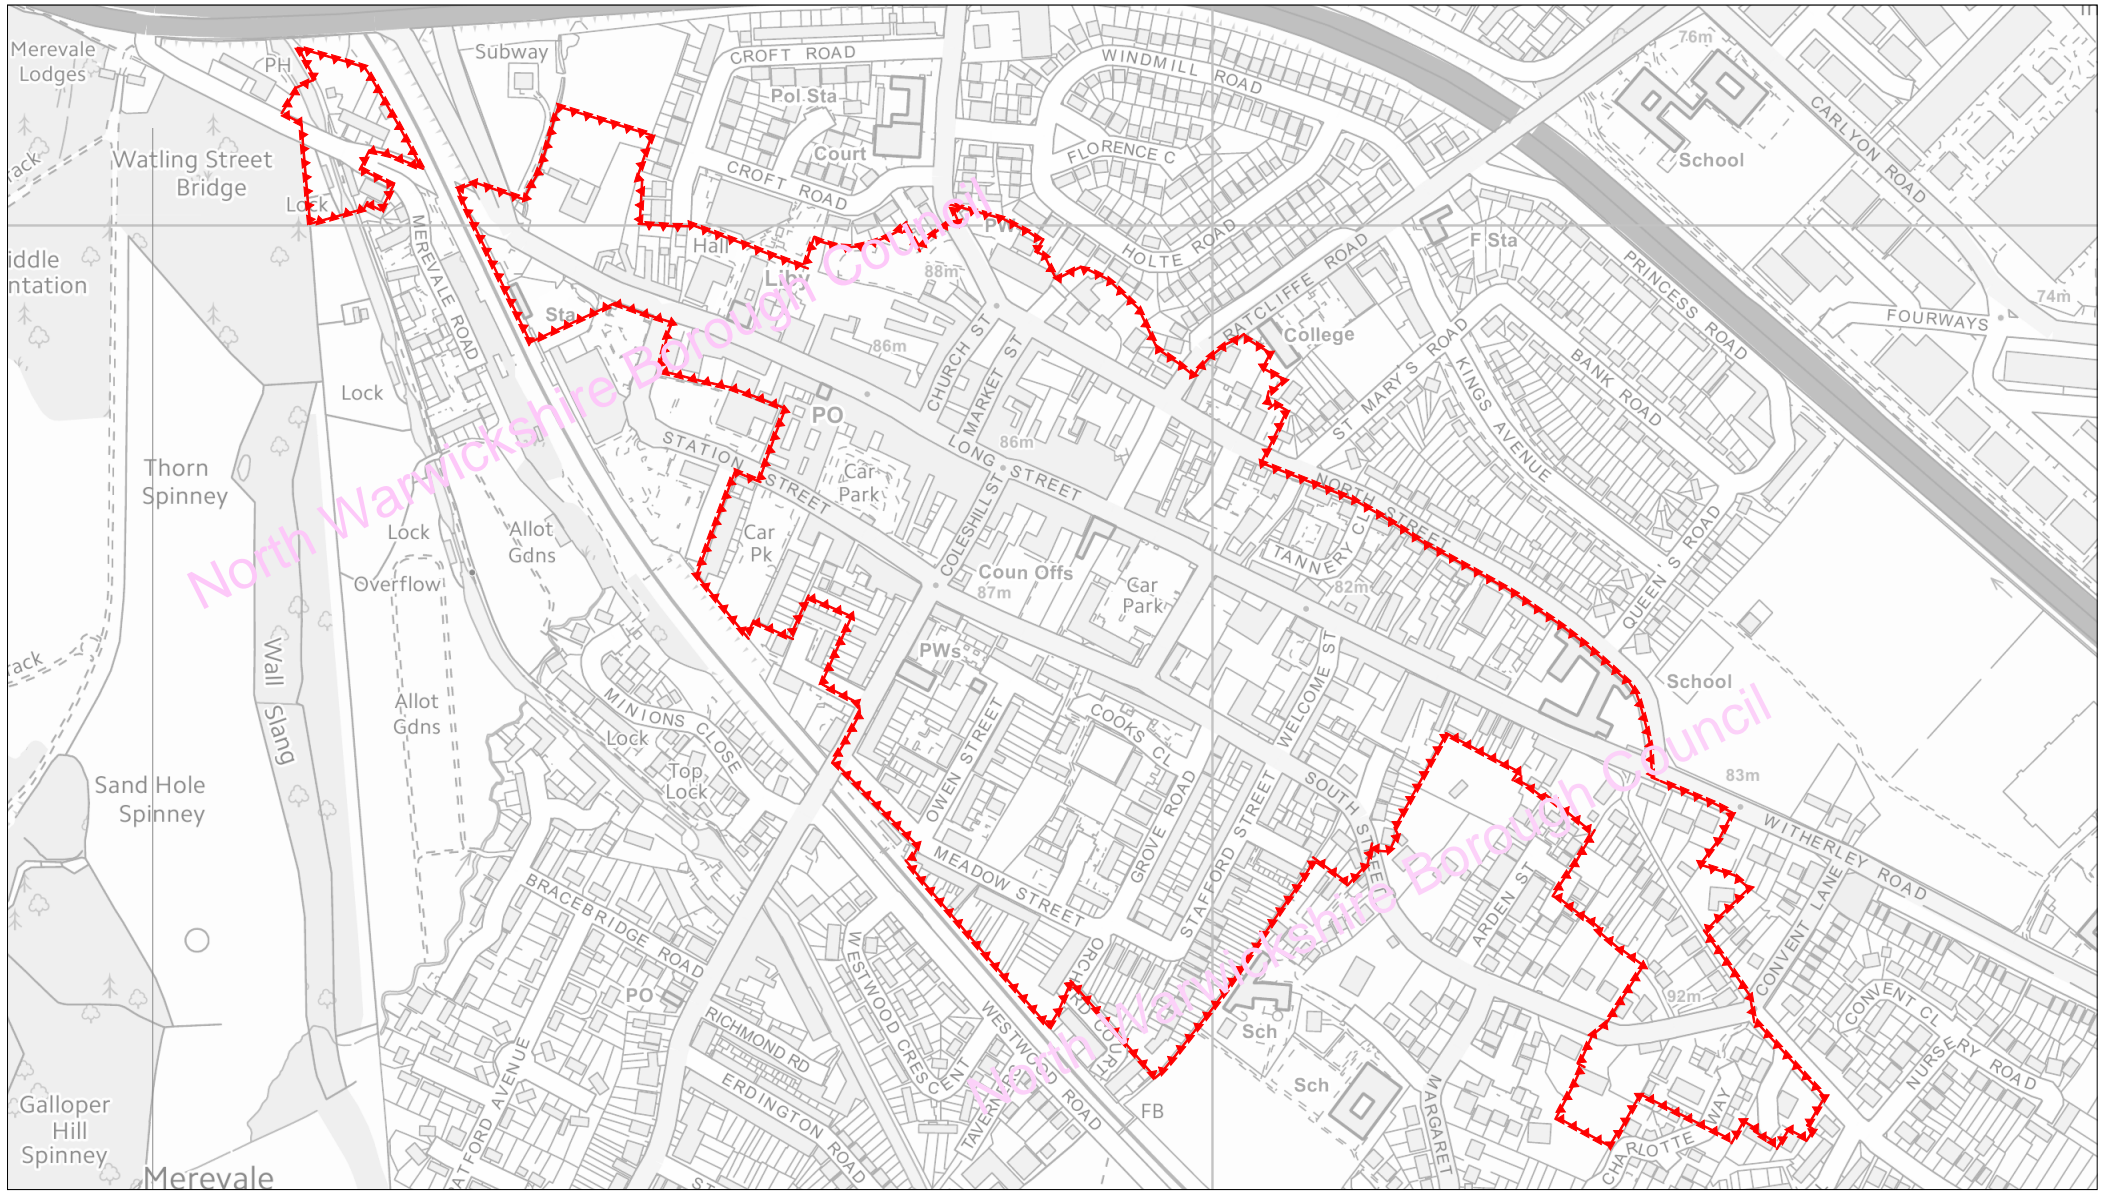 Merevale
Lodges
PH
Subway
CROFT ROAD
WINDMILL ROAD
76m
Pol Sta
CARLYON ROAD
School
Court
FLORENCE C
Watling Street
Bridge
CROFT ROAD
Lock
MEREVALE ROAD
Hall
PW
HOLTE ROAD
F Sta
Liby
88m
RATCLIFFE ROAD
PRINCESS ROAD
74m
FOURWAYS
Sta
College
86m
CHURCH ST
MARKET ST
ST MARY'S ROAD
KINGS AVENUE
BANK ROAD
Lock
PO
LONG STREET
86m
STATION STREET
Car
Park
COLESHILL ST
NORTH STREET
Thorn
Spinney
Lock
Allot
Gdns
Car
Pk
TANNERY CL
QUEEN'S ROAD
Overflow
Coun Offs
87m
Car
Park
82m
Wall Slang
PWs
WELCOME ST
School
Allot
Gdns
MINIONS CLOSE
Lock
Top
Lock
COOKS CL
OWEN STREET
GROVE ROAD
STAFFORD STREET
SOUTH STREET
83m
WITHERLEY ROAD
Sand Hole
Spinney
MEADOW STREET
BRACEBRIDGE ROAD
ARDEN ST
CONVENT LANE
ORCHARD COURT
WESTWOOD CRESCENT
WESTWOOD ROAD
PO
92m
CONVENT CL
NURSERY ROAD
RICHMOND RD
Sch
Sch
ERDINGTON ROAD
FB
MARGARET
CHARLOTTE WAY
Galloper
Hill
Spinney
Merevale
North Warwickshire Borough Council
North Warwickshire Borough Council